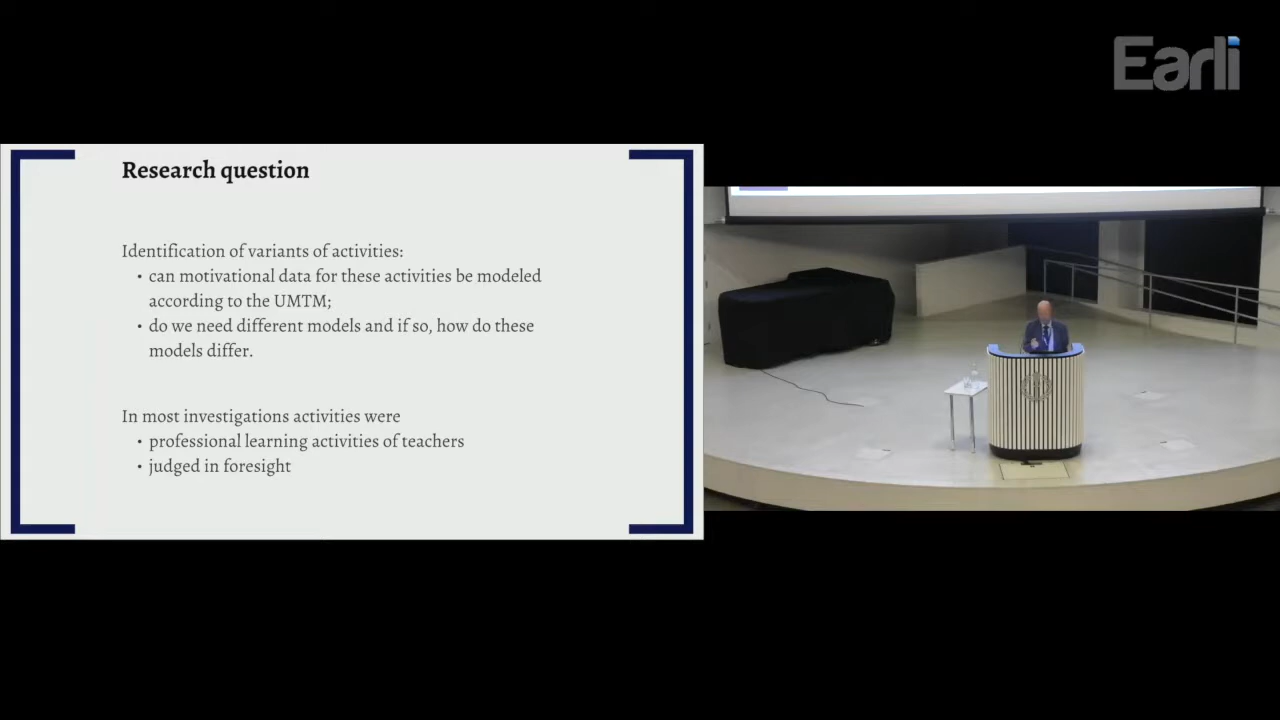 Earli
Research question
Identification of variants of activities:
• can motivational data for these activities be modeled
according to the UMTM;
• do we need different models and if so, how do these
models differ.
In most investigations activities were
• professional learning activities of teachers
• judged in foresight